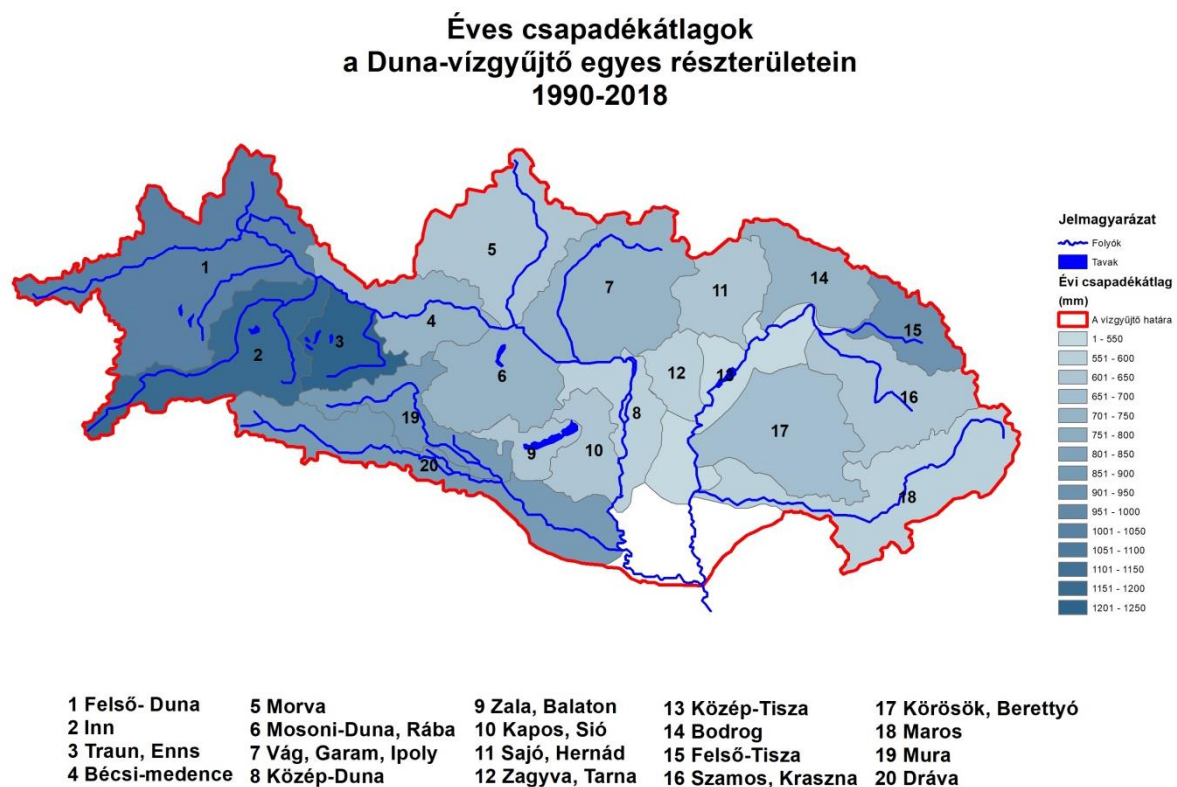 Éves csapadékátlagok
a Duna-vízgyűjtő egyes részterületein
1990-2018
1
2
3
4
5
6
7
8
9
10
11
12
13
14
15
16
17
18
19
20
Jelmagyarázat
Folyók
Tavak
Évi csapadékátlag
(mm)
A vízgyűjtő határa
1 - 550
551 - 600
601 - 650
651 - 700
701 - 750
751 - 800
801 - 850
851 - 900
901 - 950
951 - 1000
1001 - 1050
1051 - 1100
1101 - 1150
1151 - 1200
1201 - 1250
1 Felső- Duna
2 Inn
3 Traun, Enns
4 Bécsi-medence
5 Morva
6 Mosoni-Duna, Rába
7 Vág, Garam, Ipoly
8 Közép-Duna
9 Zala, Balaton
10 Kapos, Sió
11 Sajó, Hernád
12 Zagyva, Tarna
13 Közép-Tisza
14 Bodrog
15 Felső-Tisza
16 Szamos, Kraszna
17 Körösök, Berettyó
18 Maros
19 Mura
20 Dráva